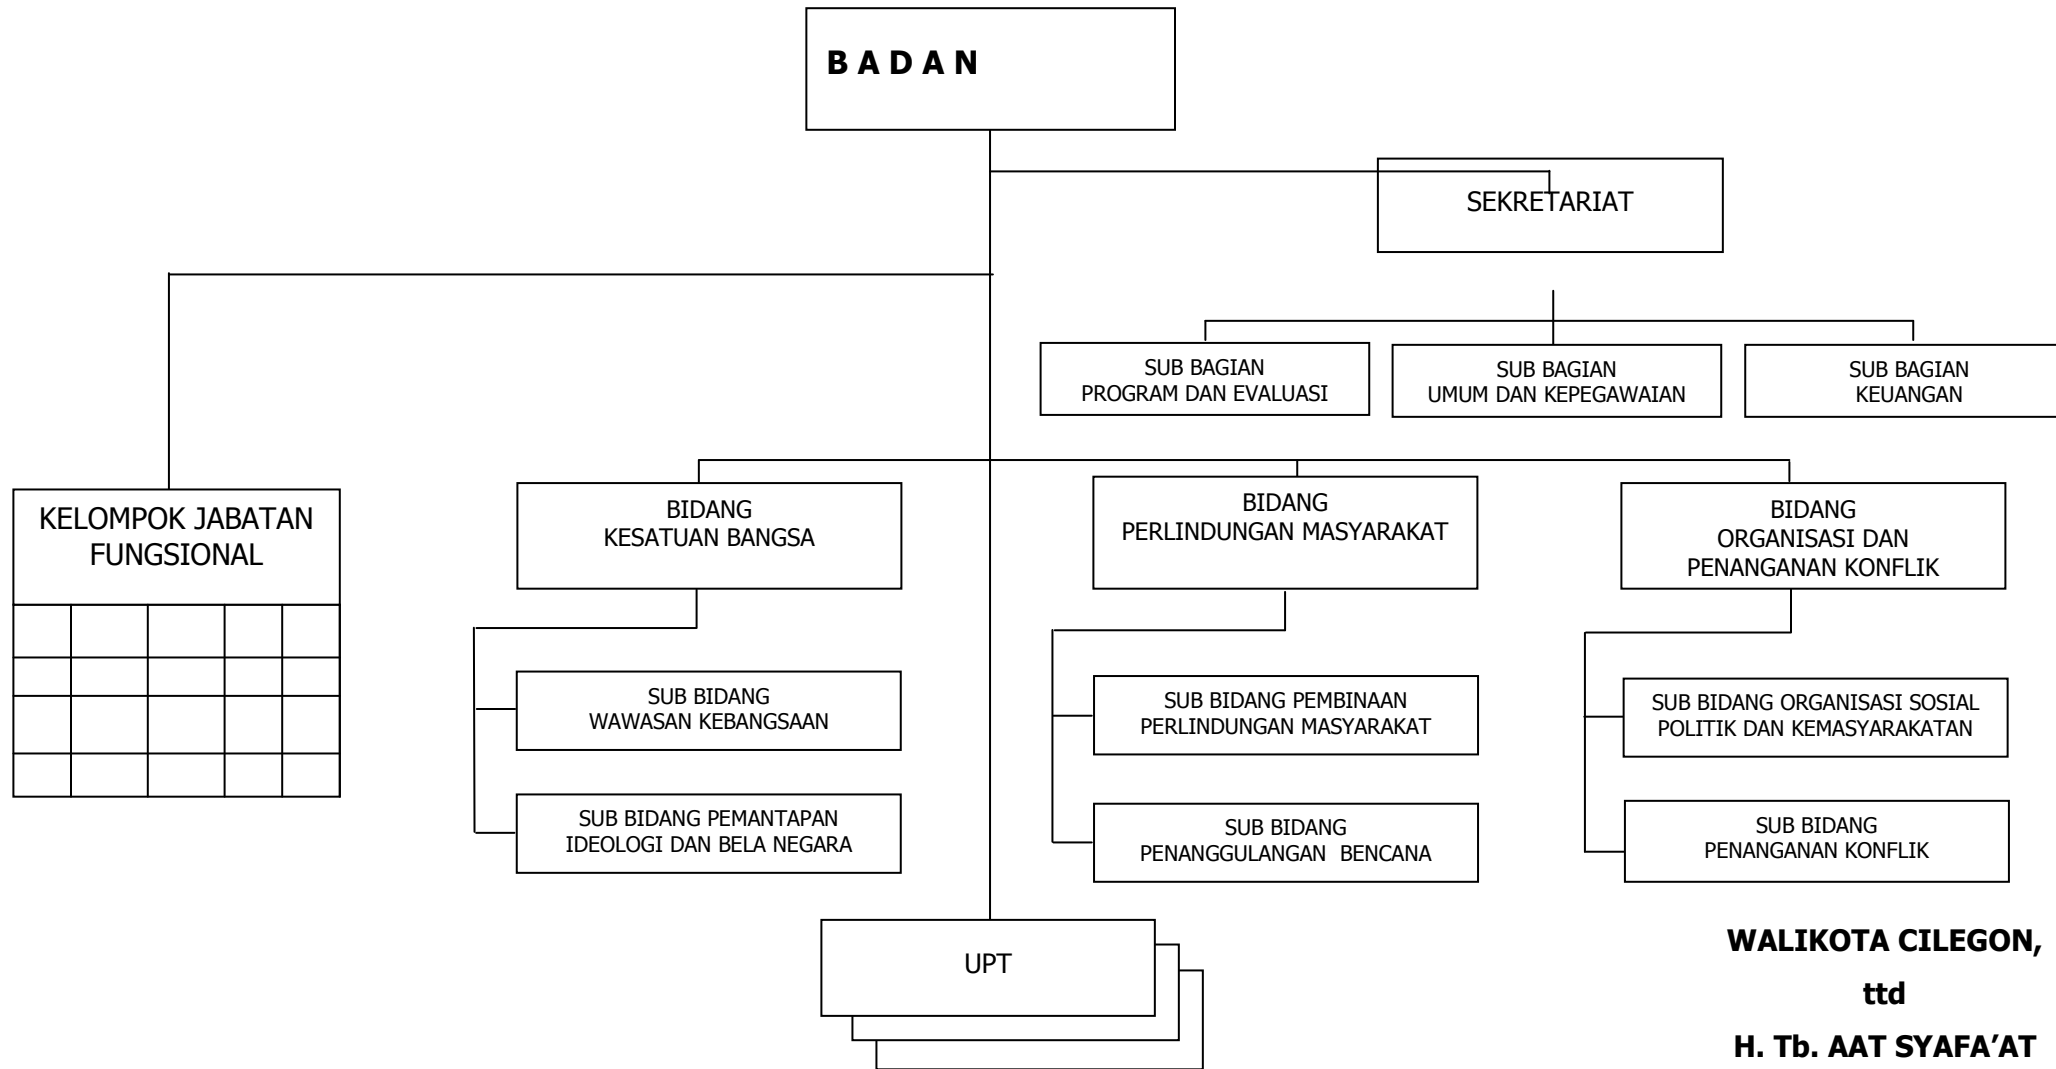 B A D A N
SEKRETARIAT
SUB BAGIAN
PROGRAM DAN EVALUASI
SUB BAGIAN
UMUM DAN KEPEGAWAIAN
SUB BAGIAN
KEUANGAN
KELOMPOK JABATAN
FUNGSIONAL
BIDANG
KESATUAN BANGSA
BIDANG
PERLINDUNGAN MASYARAKAT
BIDANG
ORGANISASI DAN
PENANGANAN KONFLIK
SUB BIDANG
WAWASAN KEBANGSAAN
SUB BIDANG PEMBINAAN
PERLINDUNGAN MASYARAKAT
SUB BIDANG ORGANISASI SOSIAL
POLITIK DAN KEMASYARAKATAN
SUB BIDANG PEMANTAPAN
IDEOLOGI DAN BELA NEGARA
SUB BIDANG
PENANGGULANGAN  BENCANA
SUB BIDANG
PENANGANAN KONFLIK
UPT
WALIKOTA CILEGON,
ttd
H. Tb. AAT SYAFA’AT